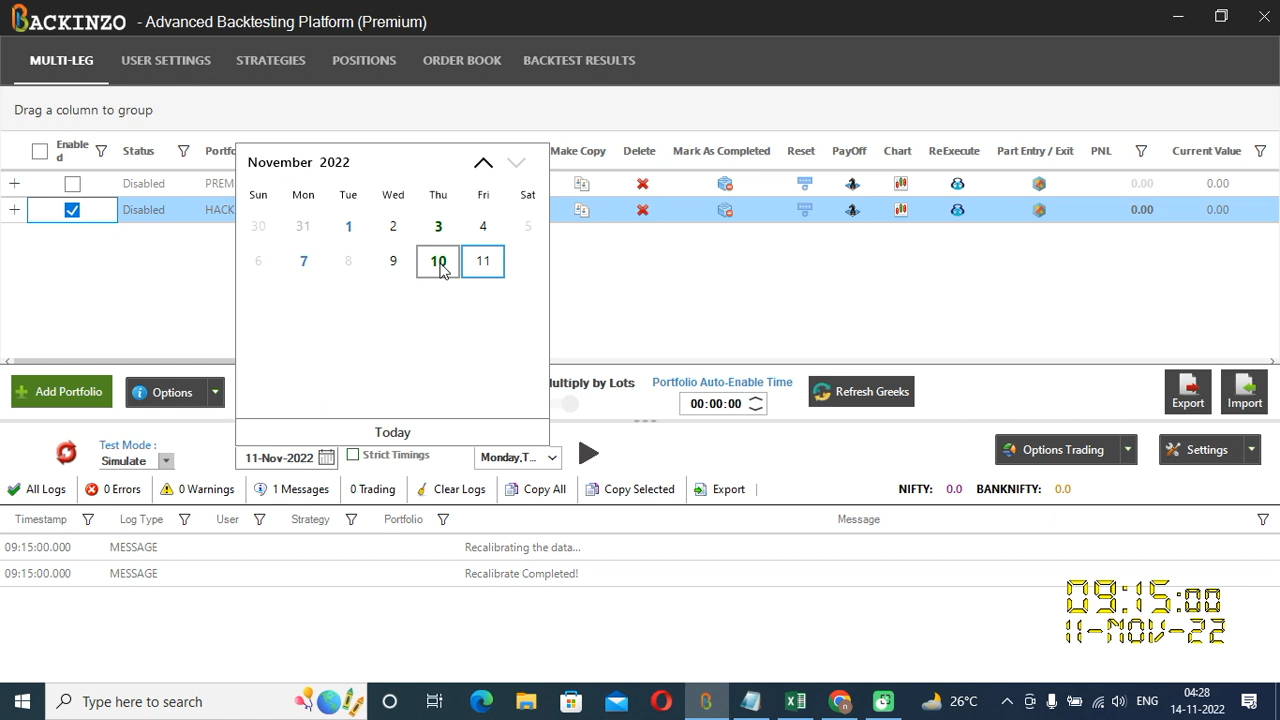 BACKINZO - Advanced Backtesting Platform (Premium)
MULTI-LEG USER SETTINGS STRATEGIES POSITIONS ORDER BOOK BACKTEST RESULTS
Drag a column to group
Enable d Status Portfo Make Copy Delete Mark As Completed Reset PayOff Chart ReExecute Part Entry / Exit PNL Current Value
Disabled PREM 0.00 0.00
Disabled HACK 0.00 0.00
November 2022
Sun Mon Tue Wed Thu Fri Sat
30 31 1 2 3 4 5
6 7 8 9 10 11
Today
Add Portfolio Options ultiply by Lots Portfolio Auto-Enable Time 00:00:00 Refresh Greeks Export Import
Test Mode :
Simulate 11-Nov-2022 Strict Timings Monday,T... Options Trading Settings
All Logs 0 Errors 0 Warnings 1 Messages 0 Trading Clear Logs Copy All Copy Selected Export NIFTY: 0.0 BANKNIFTY: 0.0
Timestamp Log Type User Strategy Portfolio Message
09:15:00.000 MESSAGE Recalibrating the data...
09:15:00.000 MESSAGE Recalibrate Completed!
09:15:00
11-NOV-22
Type here to search 26°C ENG 04:28
14-11-2022